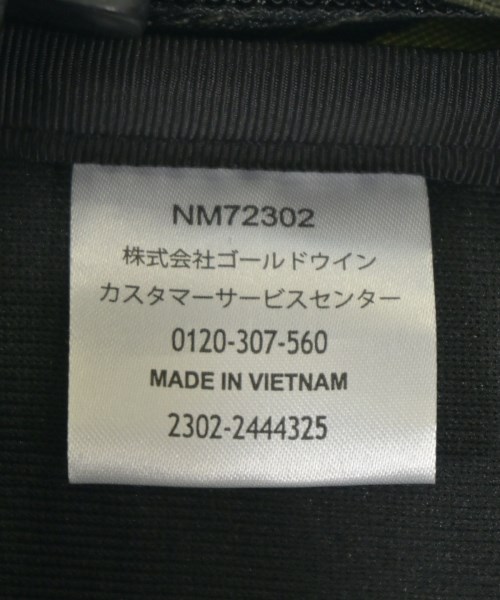 NM72302
株式会社ゴールドウイン
カスタマーサービスセンター
0120-307-560
MADE IN VIETNAM
2302-2444325